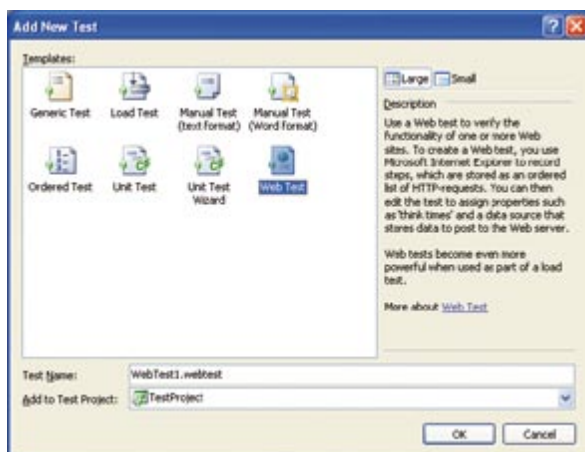 Add New Test
Templates:
Generic Test
Load Test
Manual Test
(text format)
Manual Test
(Word format)
Ordered Test
Unit Test
Unit Test
Wizard
Web Test
Large
Small
Description
Use a Web test to verify the
functionality of one or more Web
sites. To create a Web test, you use
Microsoft Internet Explorer to record
steps, which are stored as an ordered
list of HTTP-requests. You can then
edit the test to assign properties such
as 'think times' and a data source that
stores data to post to the Web server.
Web tests become even more
powerful when used as part of a load
test.
More about Web Test
Test Name:
WebTest1.webtest
Add to Test Project:
TestProject
OK
Cancel